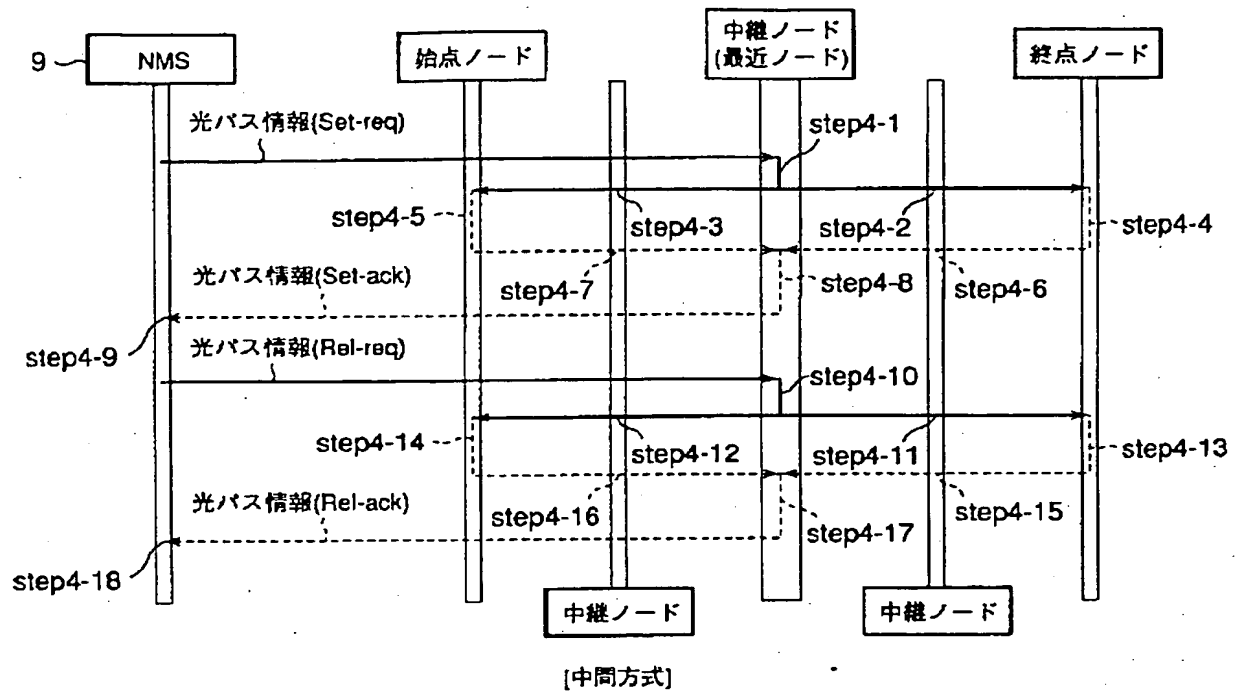 9
NMS
始点ノード
中継ノード
(最近ノード)
終点ノード
光パス情報(Set-req)
step4-1
step4-5
step4-3
step4-2
step4-4
光パス情報(Set-ack)
step4-7
step4-8
step4-6
step4-9
光パス情報(Rel-req)
step4-10
step4-14
step4-12
step4-11
step4-13
光パス情報(Rel-ack)
step4-16
step4-17
step4-15
step4-18
中継ノード
中継ノード
[中間方式]